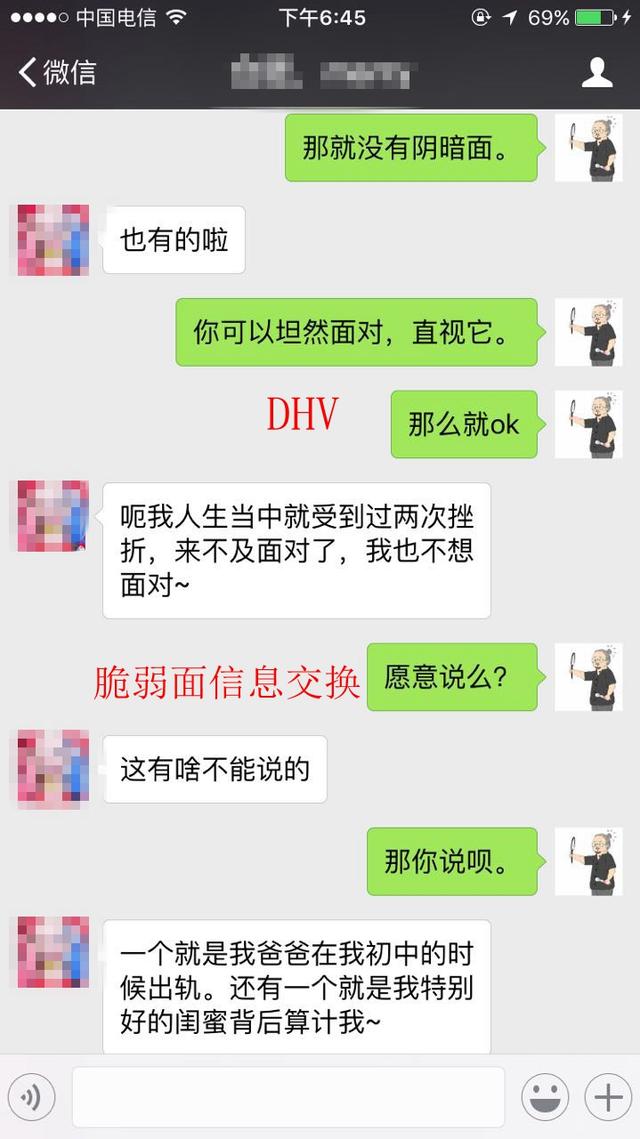 中国电信
下午6:45
69%
微信
那就没有阴暗面。
也有的啦
你可以坦然面对，直视它。
DHV
那么就ok
呃我人生当中就受到过两次挫
折，来不及面对了，我也不想
面对~
脆弱面信息交换
愿意说么？
这有啥不能说的
那你说呗。
一个就是我爸爸在我初中的时
候出轨。还有一个就是我特别
好的闺蜜背后算计我~